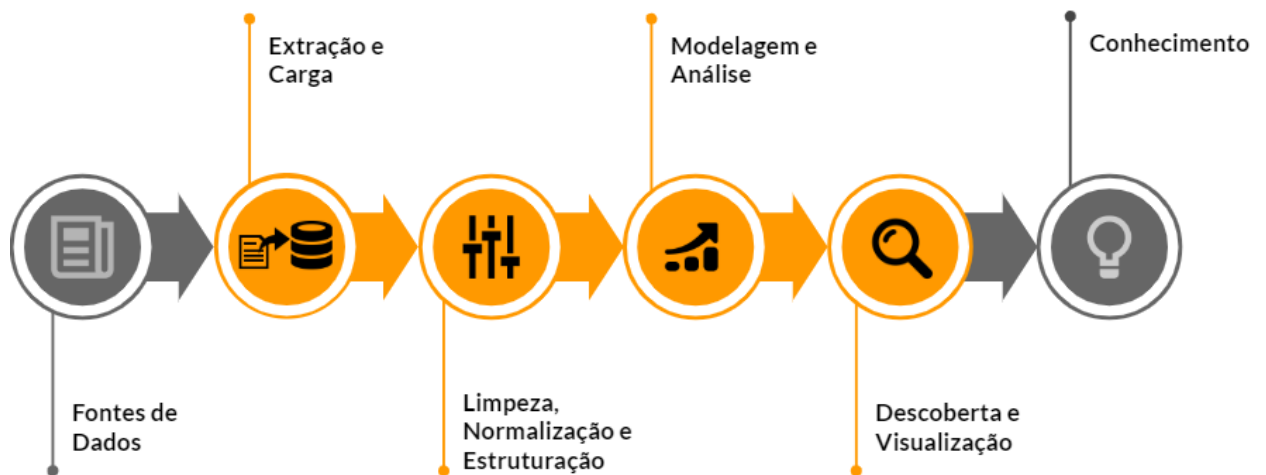 Fontes de
Dados
Extração e
Carga
Limpeza,
Normalização e
Estruturação
Modelagem e
Análise
Descoberta e
Visualização
Conhecimento